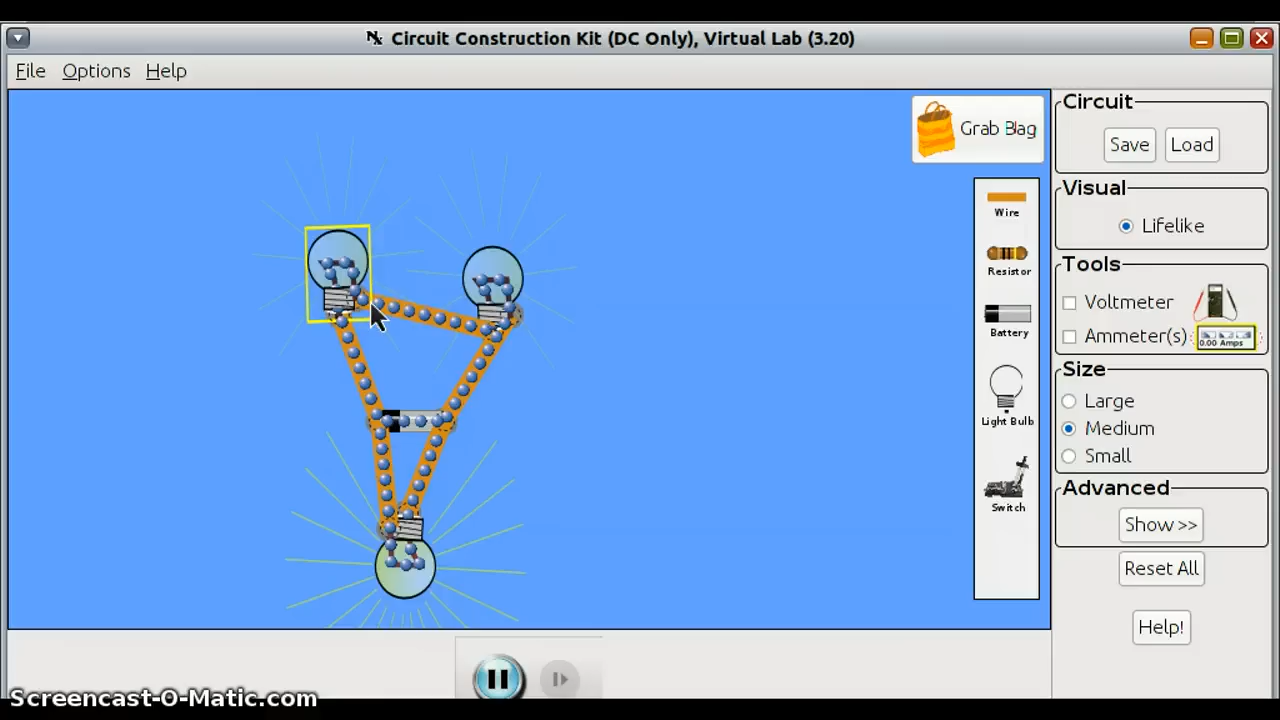 Circuit Construction Kit (DC Only), Virtual Lab (3.20)
File Options Help
Grab Bag
Wire
Resistor
Battery
Light Bulb
Switch
Circuit
Save Load
Visual
Lifelike
Tools
Voltmeter
Ammeter(s)
0.00 Amps
Size
Large
Medium
Small
Advanced
Show >>
Reset All
Help!
Screencast-O-Matic.com